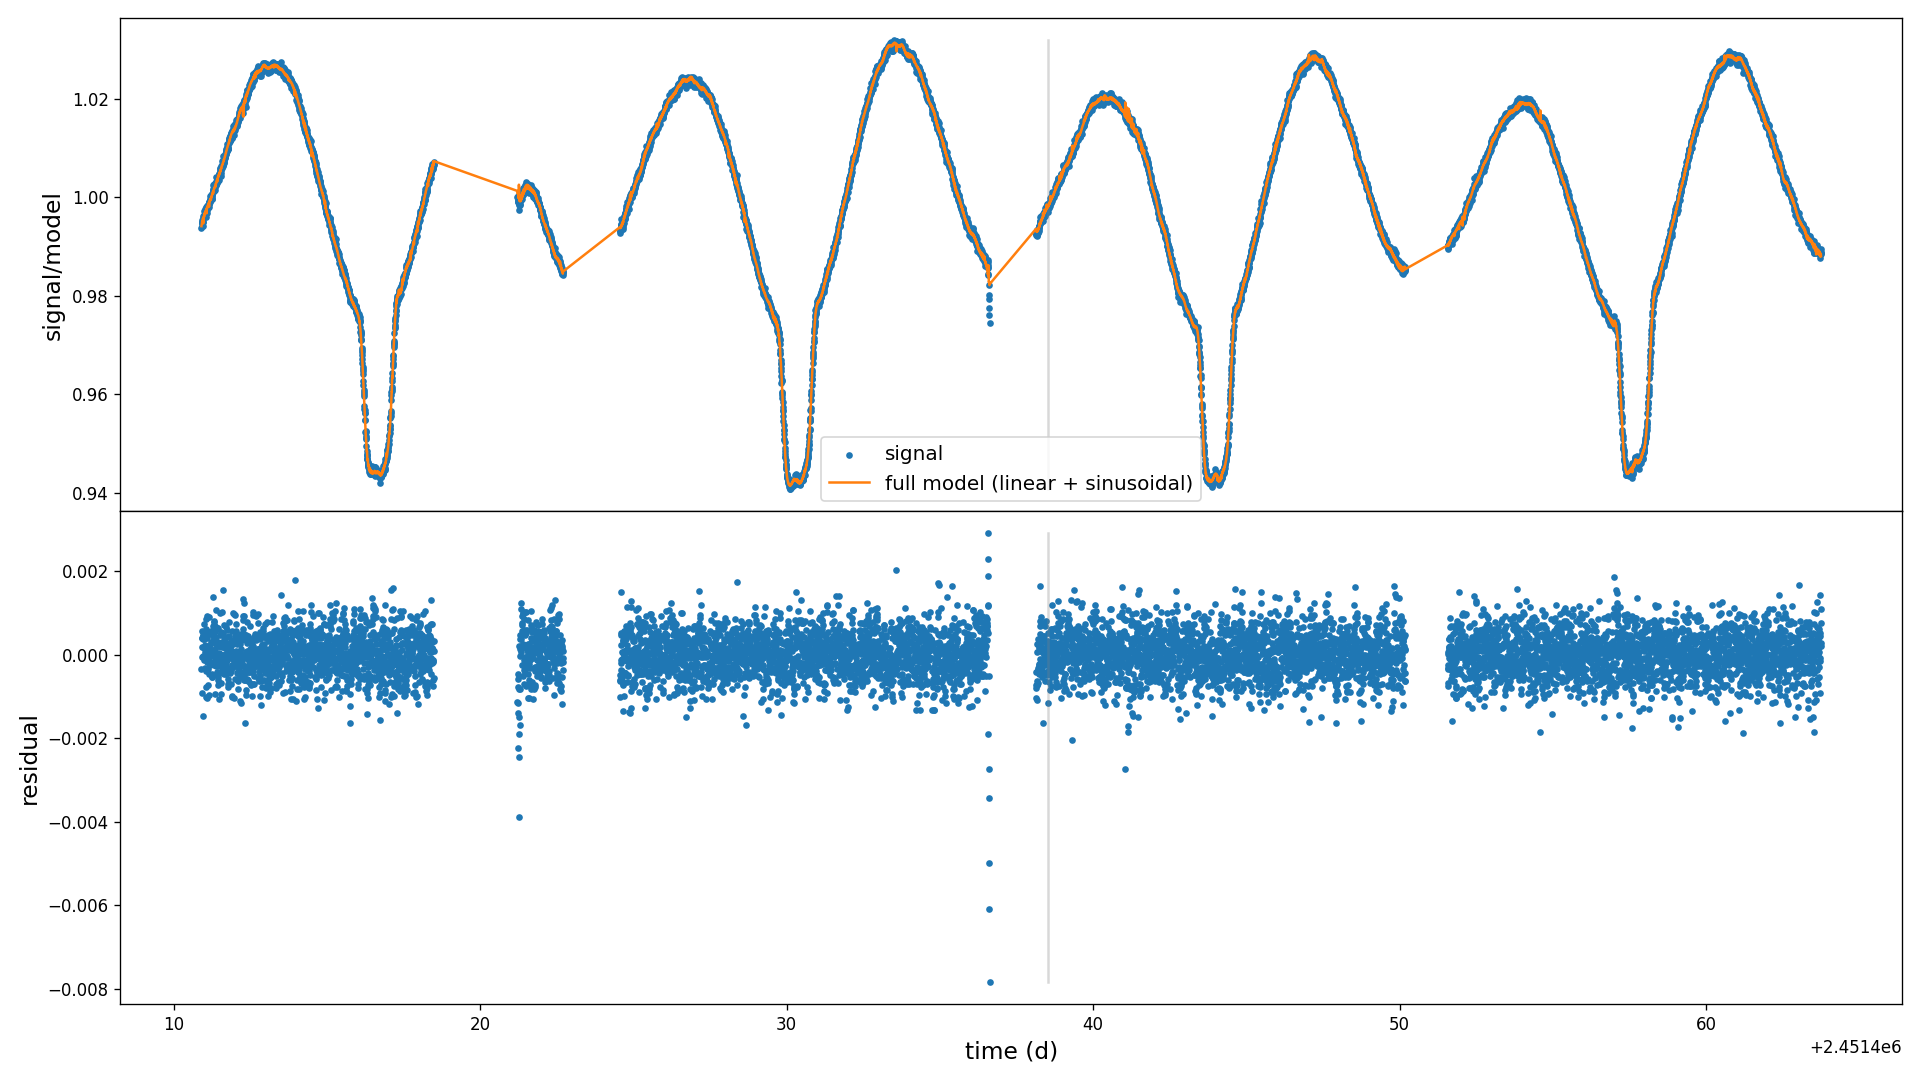 1.02
1.00
0.98
0.96
0.94
signal/model
signal
full model (linear + sinusoidal)
0.002
0.000
−0.002
−0.004
−0.006
−0.008
residual
10 20 30 40 50 60
time (d)
+2.4514e6